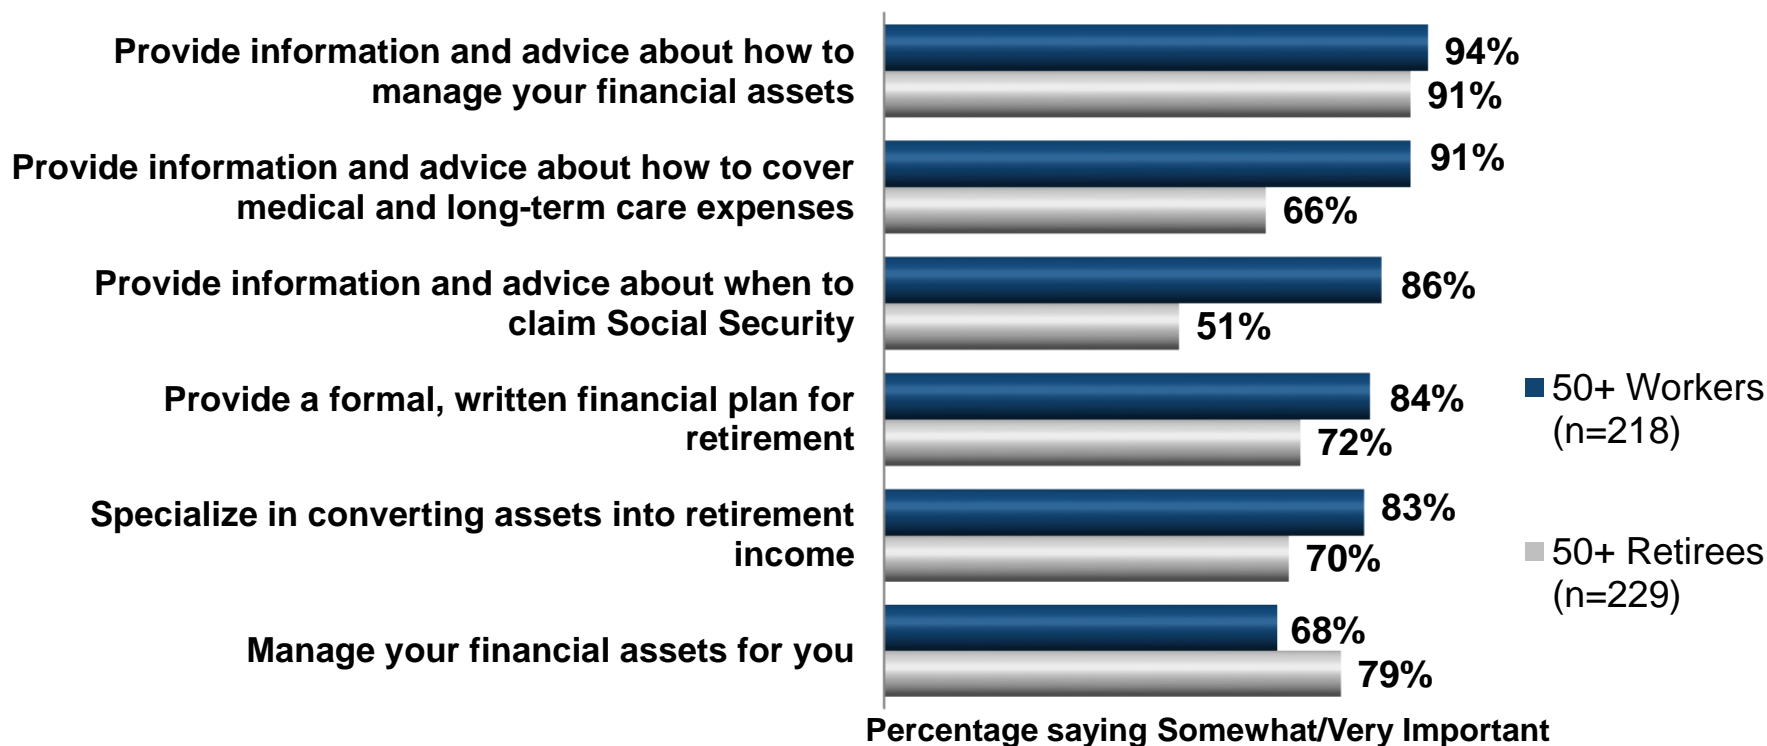 Provide information and advice about how to
manage your financial assets
94%
91%
Provide information and advice about how to cover
medical and long-term care expenses
91%
66%
Provide information and advice about when to
claim Social Security
86%
51%
Provide a formal, written financial plan for
retirement
84%
72%
Specialize in converting assets into retirement
income
83%
70%
Manage your financial assets for you
68%
79%
50+ Workers
(n=218)
50+ Retirees
(n=229)
Percentage saying Somewhat/Very Important